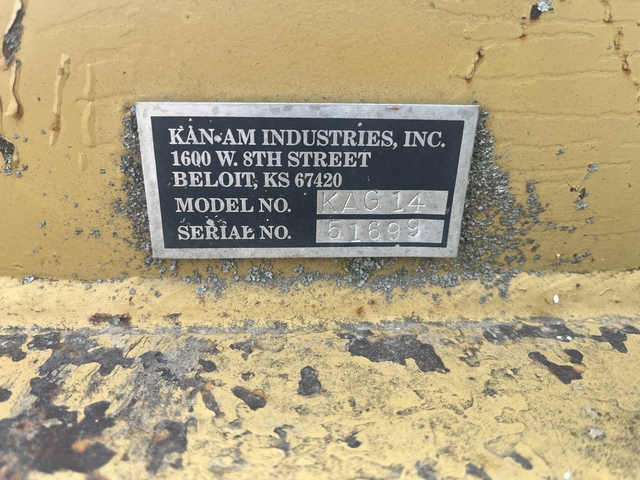 KAN-AM INDUSTRIES, INC.
1600 W. 8TH STREET
BELOIT, KS 67420
MODEL NO. KAG 14
SERIAL NO. 51699